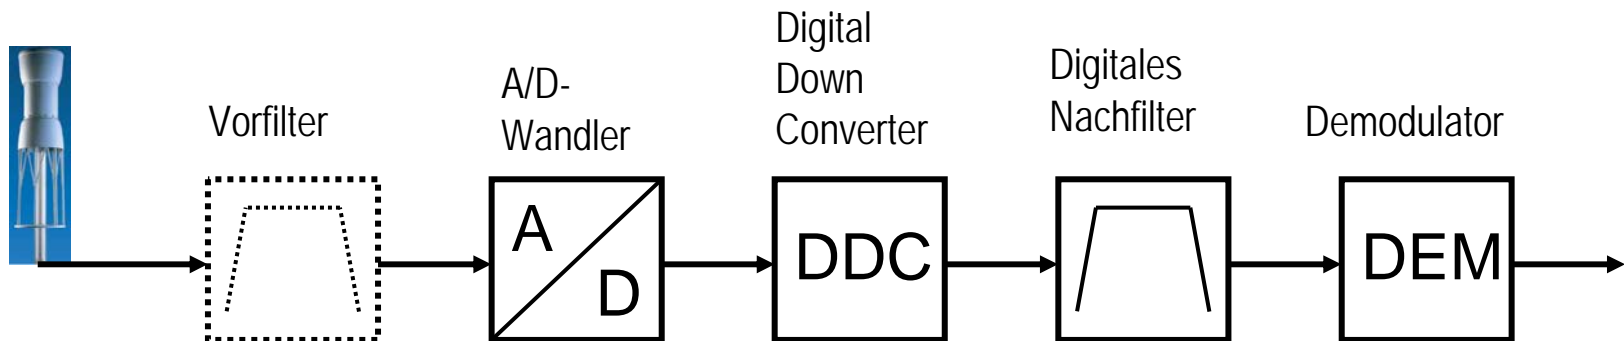 Vorfilter
A/D-
Wandler
Digital
Down
Converter
Digitales
Nachfilter
Demodulator
A
D
DDC
DEM